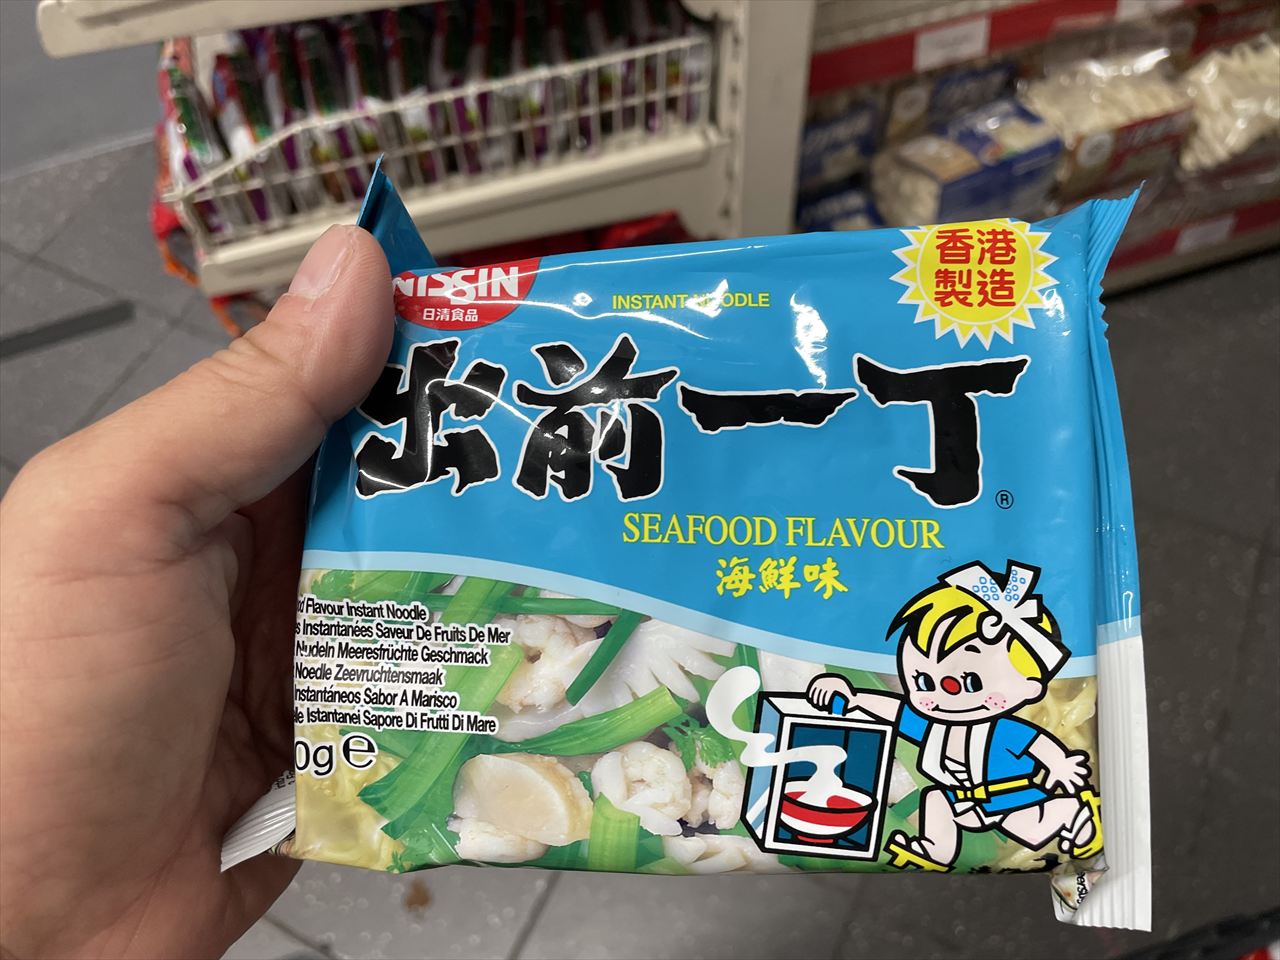 NISSIN
日清食品
INSTANT NOODLE
香港
製造
出前一丁
®
SEAFOOD FLAVOUR
海鮮味
Flavour Instant Noodle
Instantanées Saveur De Fruits De Mer
Nudeln Meeresfrüchte Geschmack
Noedle Zeevruchtensmaak
Instantáneos Sabor A Marisco
Istantanei Sapore Di Frutti Di Mare
0g e